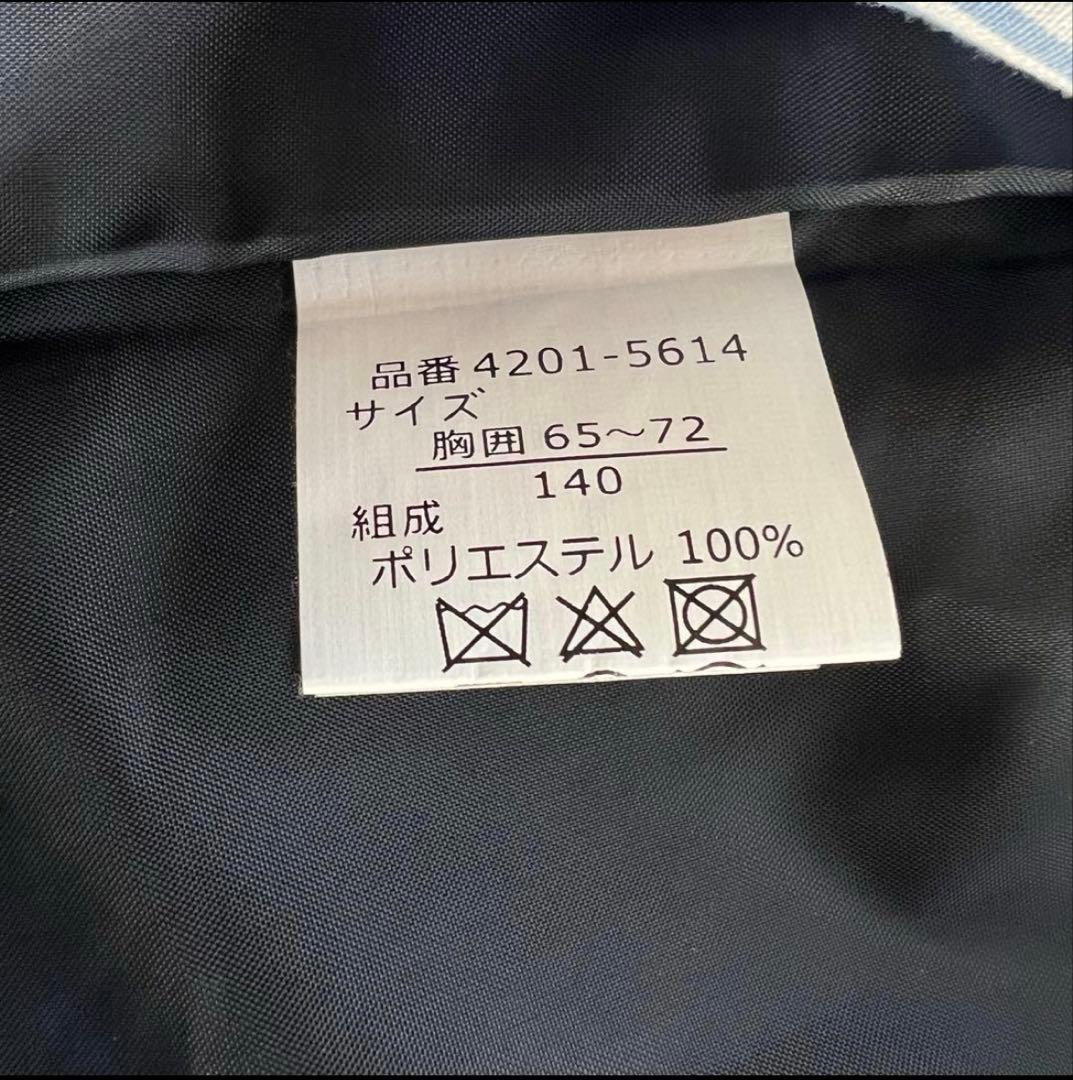 品番 4201-5614
サイズ
胸囲 65〜72
140
組成
ポリエステル 100%